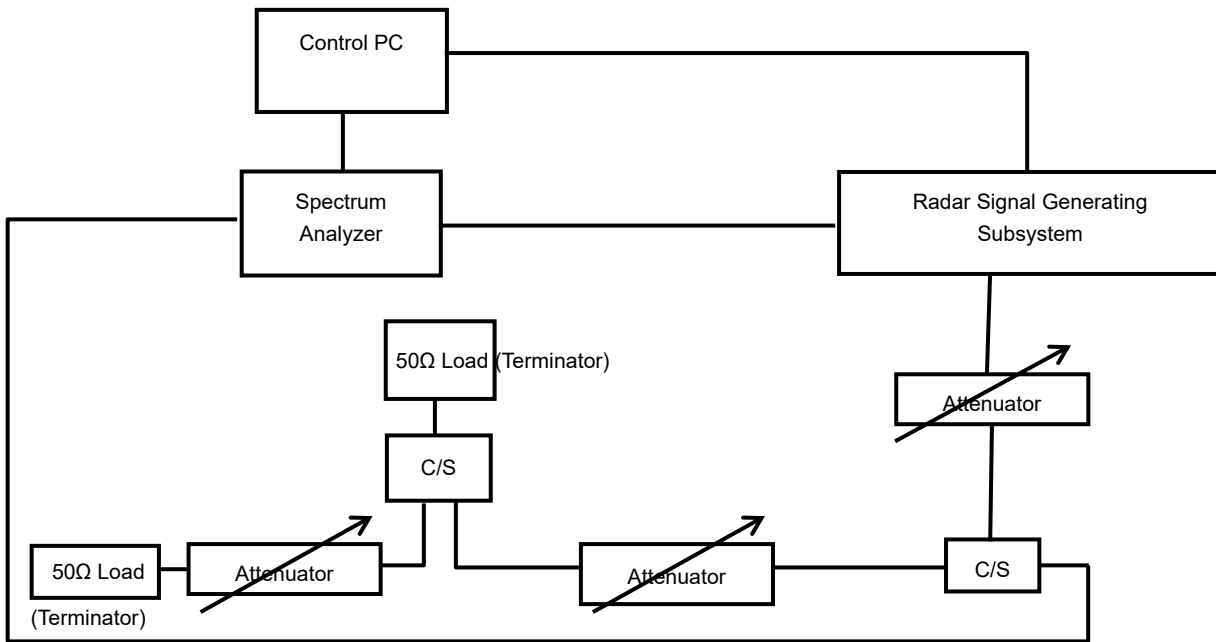 Control PC
Spectrum
Analyzer
Radar Signal Generating
Subsystem
50Ω Load (Terminator)
Attenuator
C/S
50Ω Load
(Terminator)
Attenuator
Attenuator
C/S